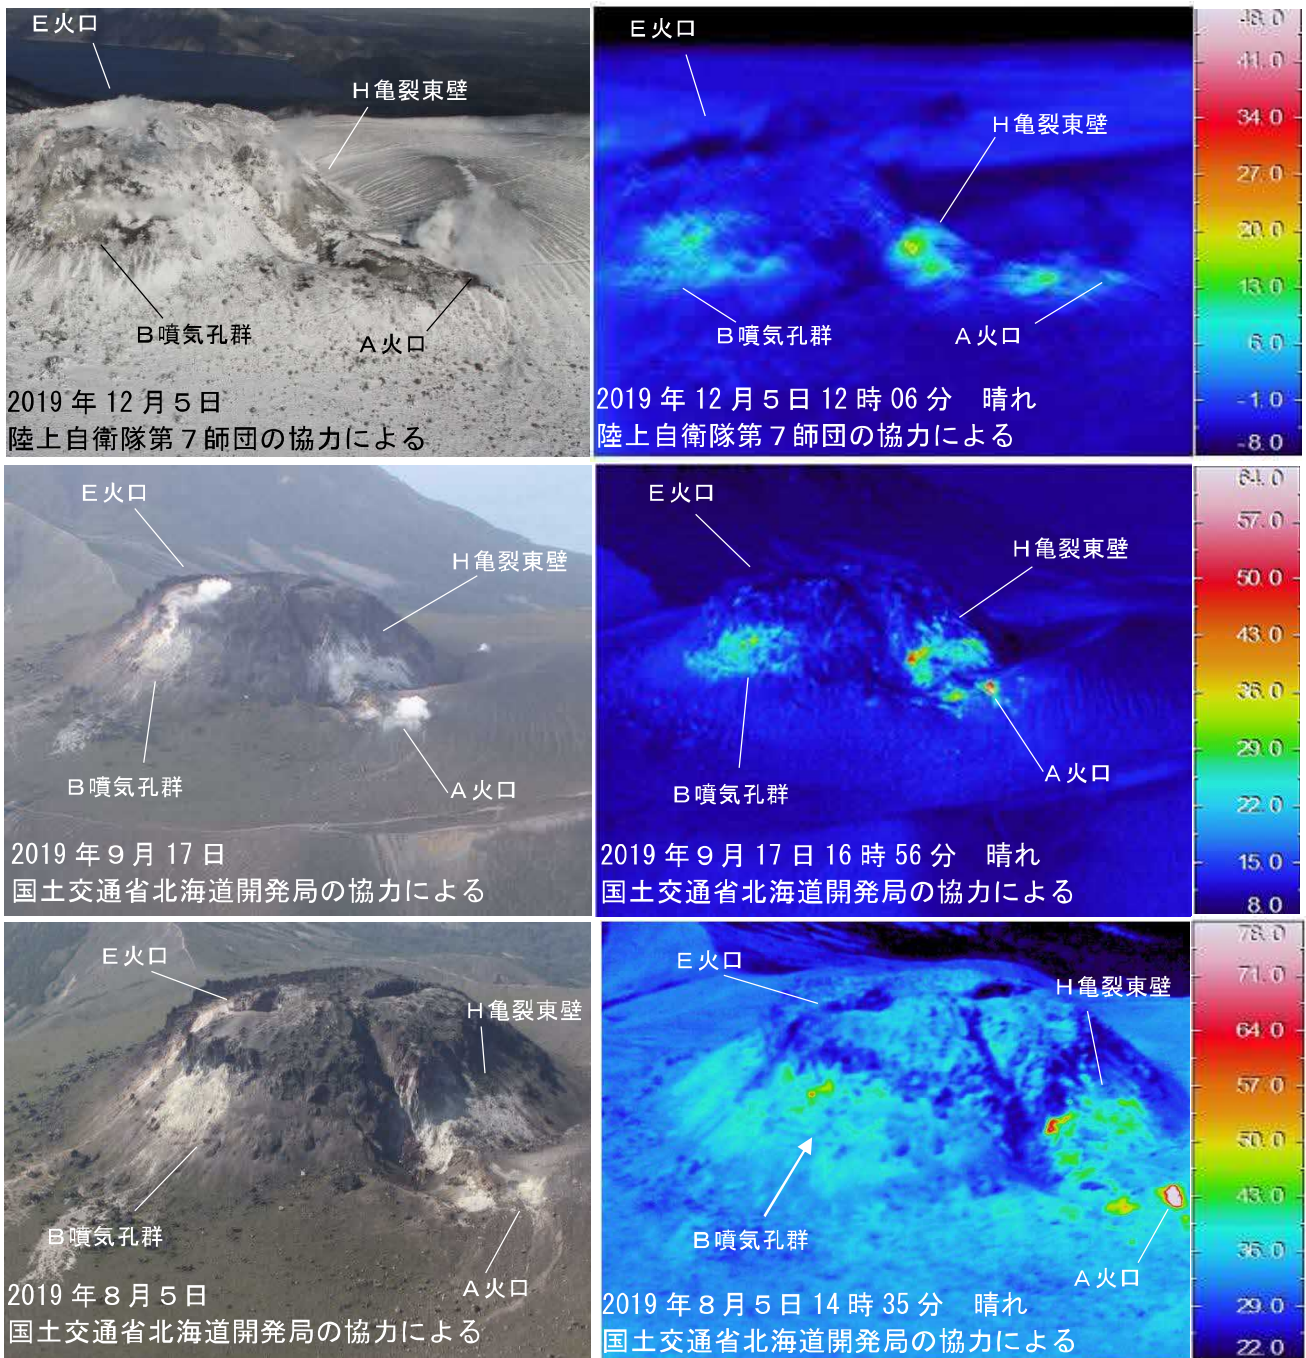 E火口
H亀裂東壁
B噴気孔群
A火口
2019年12月5日
陸上自衛隊第7師団の協力による
E火口
H亀裂東壁
B噴気孔群
A火口
2019年12月5日12時06分 晴れ
陸上自衛隊第7師団の協力による
48.0
41.0
34.0
27.0
20.0
13.0
6.0
-1.0
-8.0
E火口
H亀裂東壁
B噴気孔群
A火口
2019年9月17日
国土交通省北海道開発局の協力による
E火口
H亀裂東壁
A火口
B噴気孔群
2019年9月17日16時56分 晴れ
国土交通省北海道開発局の協力による
64.0
57.0
50.0
43.0
36.0
29.0
22.0
15.0
8.0
E火口
H亀裂東壁
B噴気孔群
A火口
2019年8月5日
国土交通省北海道開発局の協力による
E火口
H亀裂東壁
B噴気孔群
A火口
2019年8月5日14時35分 晴れ
国土交通省北海道開発局の協力による
78.0
71.0
64.0
57.0
50.0
43.0
36.0
29.0
22.0